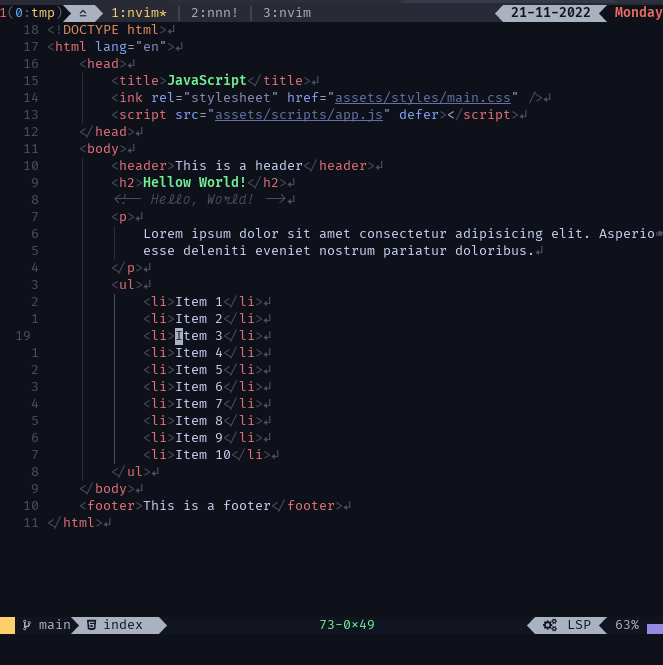 1(0:tmp) 1:nvim* | 2:nnn! | 3:nvim 21-11-2022 Monday
18 <!DOCTYPE html>↲
17 <html lang="en">↲
16 <head>↲
15 <title>JavaScript</title>↲
14 <ink rel="stylesheet" href="assets/styles/main.css" />↲
13 <script src="assets/scripts/app.js" defer></script>↲
12 </head>↲
11 <body>↲
10 <header>This is a header</header>↲
9 <h2>Hellow World!</h2>↲
8 <!-- Hello, World! -->↲
7 <p>↲
6 Lorem ipsum dolor sit amet consectetur adipisicing elit. Asperio
5 esse deleniti eveniet nostrum pariatur doloribus.↲
4 </p>↲
3 <ul>↲
2 <li>Item 1</li>↲
1 <li>Item 2</li>↲
19 <li>Item 3</li>↲
1 <li>Item 4</li>↲
2 <li>Item 5</li>↲
3 <li>Item 6</li>↲
4 <li>Item 7</li>↲
5 <li>Item 8</li>↲
6 <li>Item 9</li>↲
7 <li>Item 10</li>↲
8 </ul>↲
9 </body>↲
10 <footer>This is a footer</footer>↲
11 </html>↲
main index 73-0×49 LSP 63%